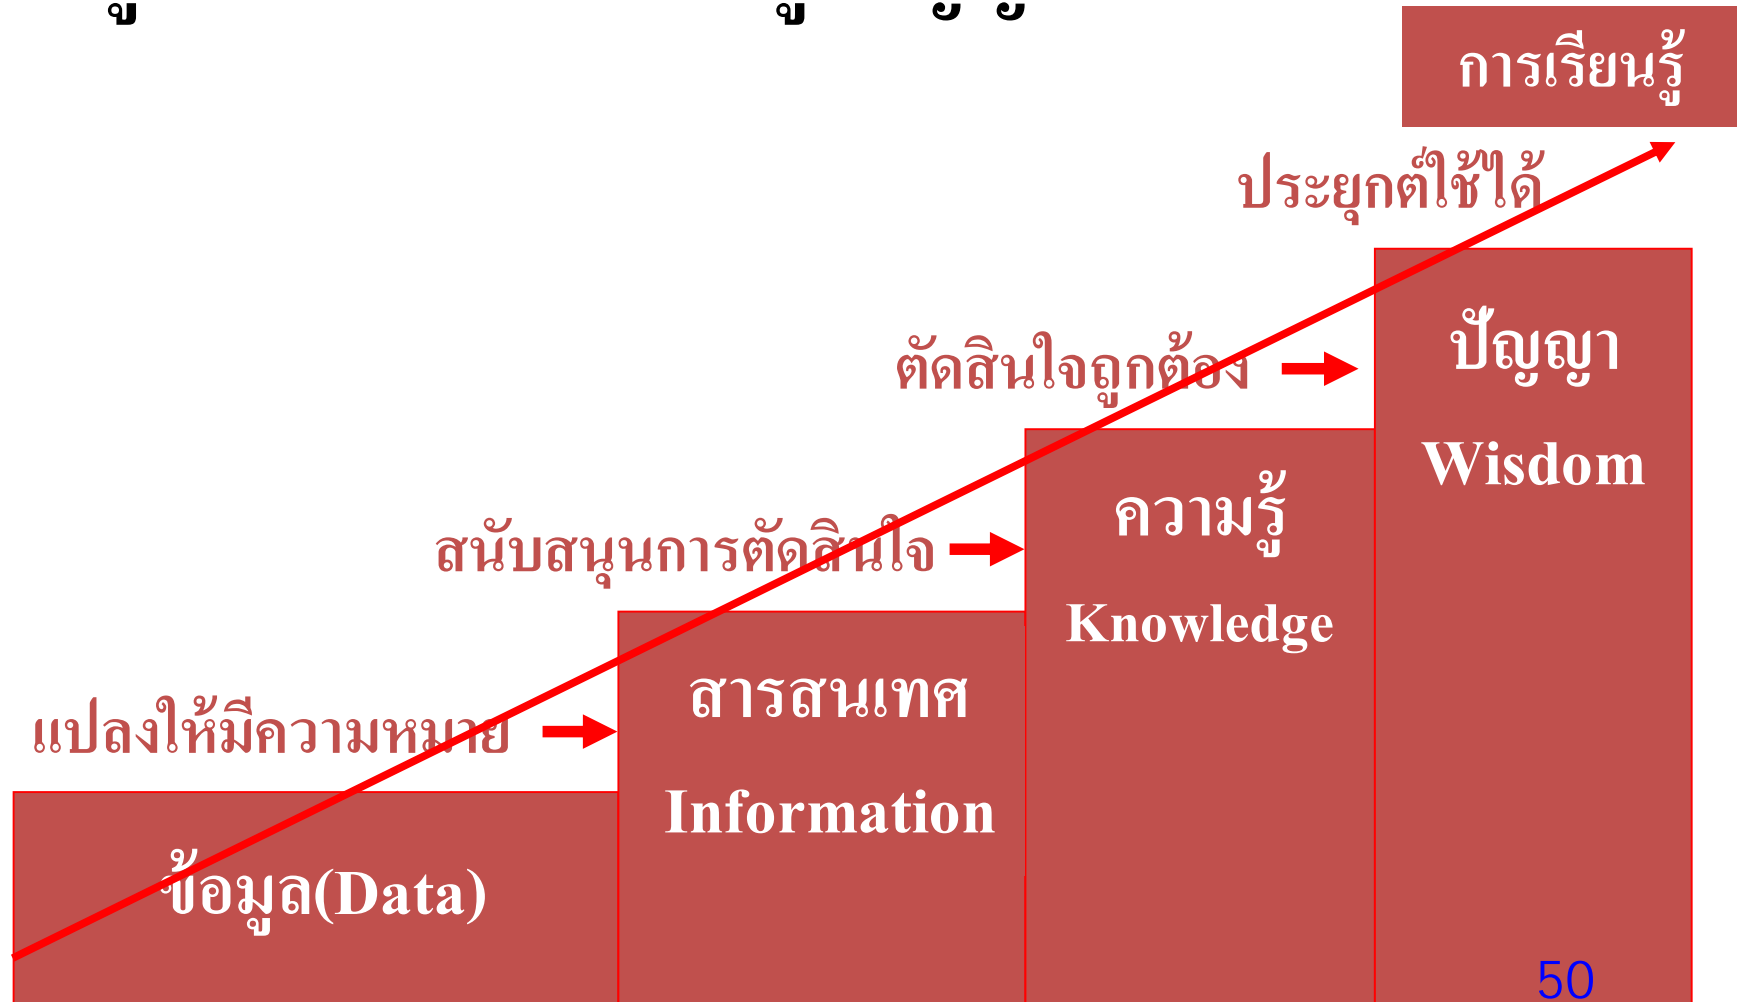 การเรียนรู้
ประยุกต์ใช้ได้
ปัญญา
Wisdom
ตัดสินใจถูกต้อง
ความรู้
Knowledge
สนับสนุนการตัดสินใจ
สารสนเทศ
Information
แปลงให้มีความหมาย
ข้อมูล(Data)
50